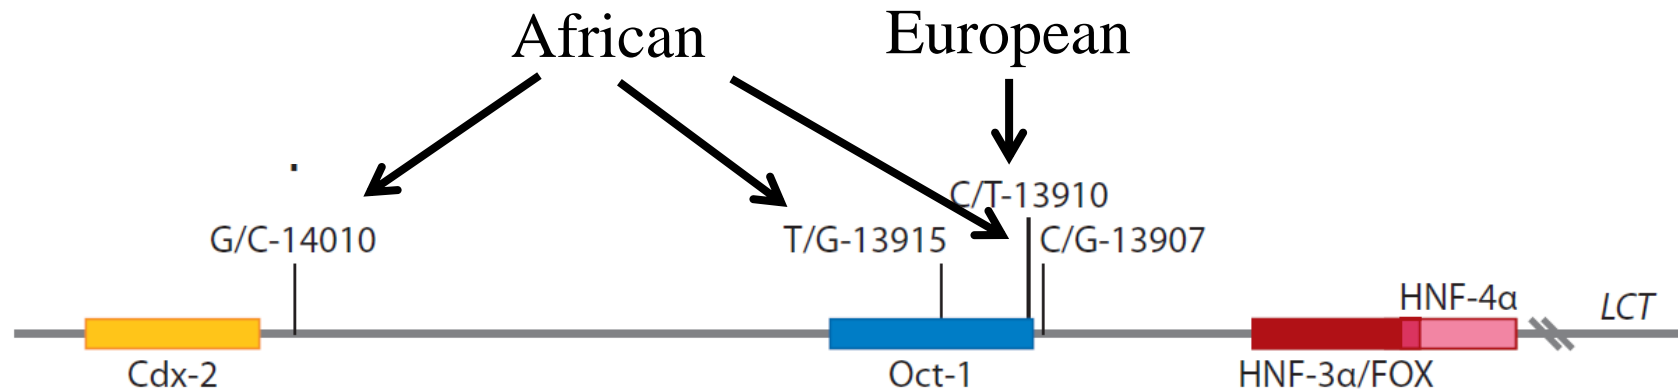 African
European
C/T-13910
G/C-14010
T/G-13915
C/G-13907
HNF-4α
LCT
Cdx-2
Oct-1
HNF-3α/FOX